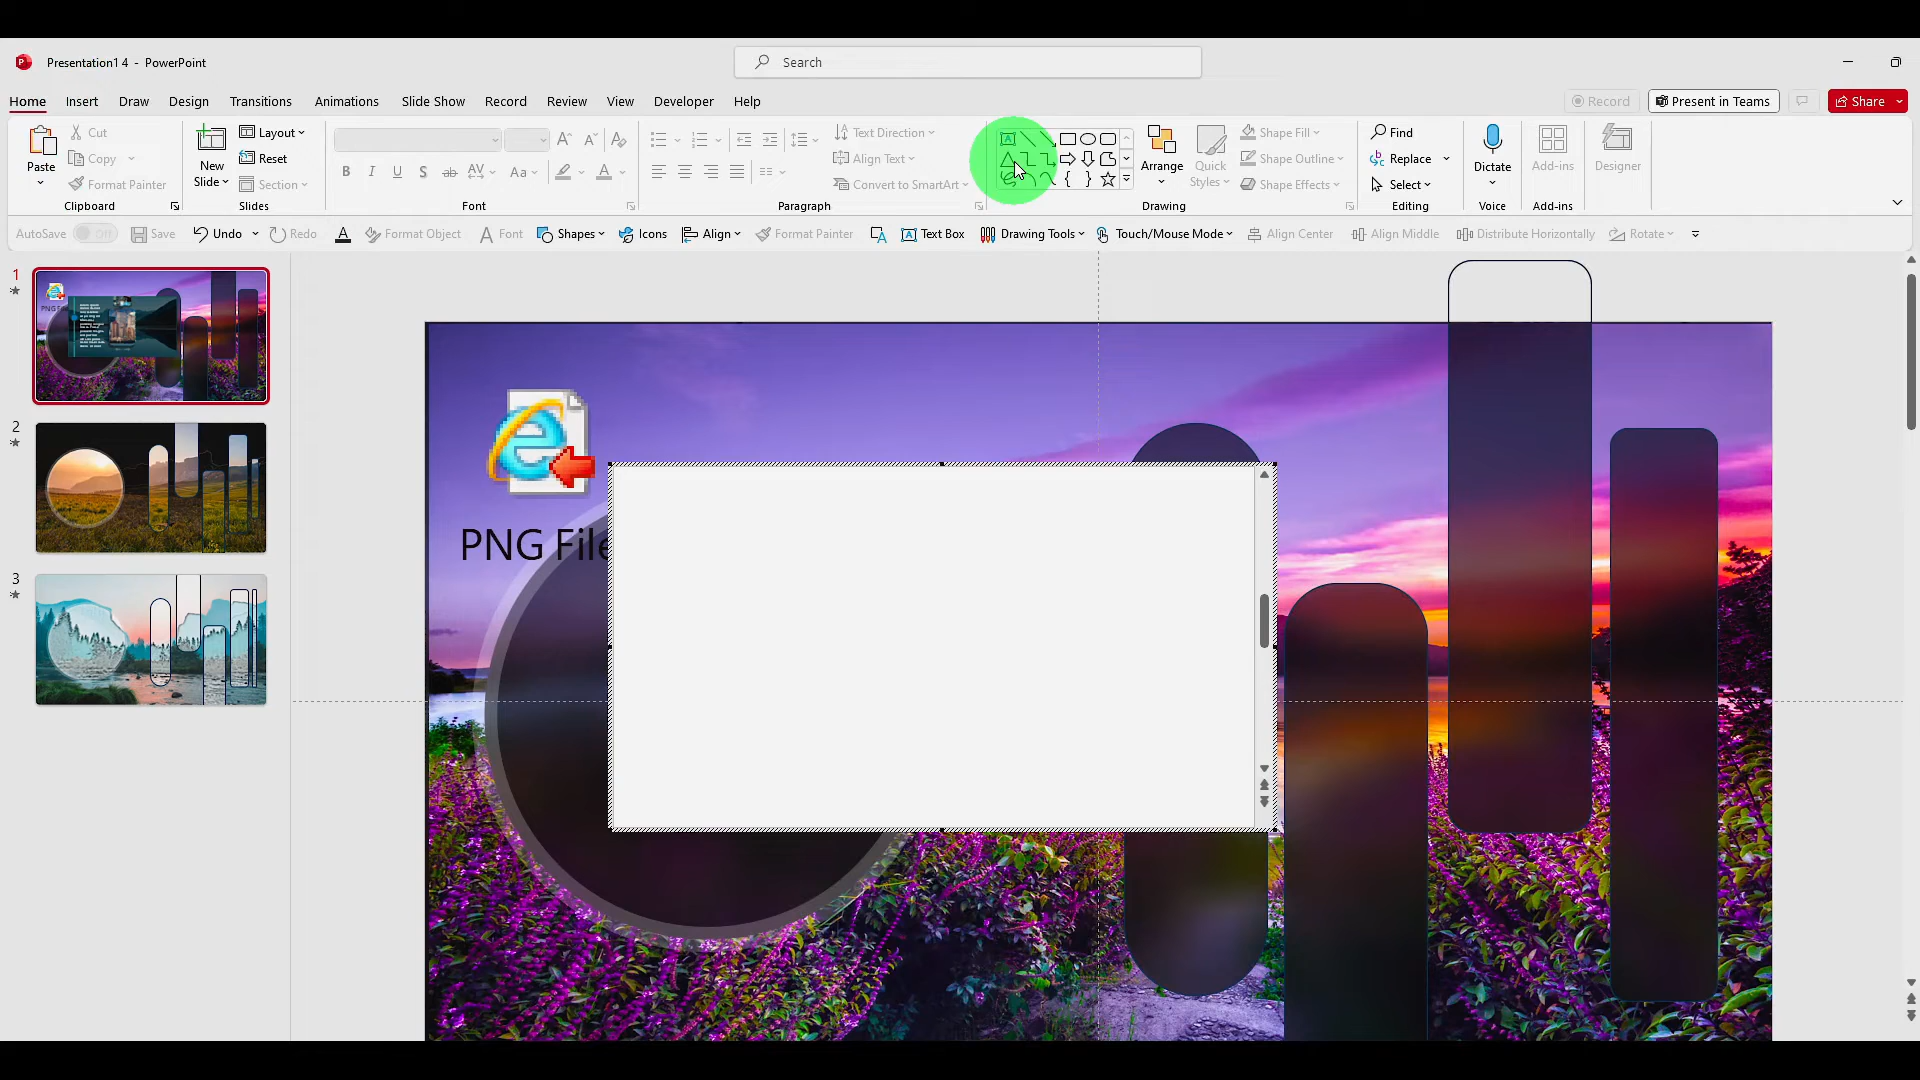 Presentation1 4 - PowerPoint
Search
Home Insert Draw Design Transitions Animations Slide Show Record Review View Developer Help
Record Present in Teams Share
Paste
Cut
Copy
Format Painter
Clipboard
New
Slide
Layout
Reset
Section
Slides
Font
Text Direction
Align Text
Convert to SmartArt
Paragraph
Arrange
Quick
Styles
Shape Fill
Shape Outline
Shape Effects
Drawing
Find
Replace
Select
Editing
Dictate
Voice
Add-ins
Add-ins
Designer
AutoSave Off Save Undo Redo Format Object Font Shapes Icons Align Format Painter Text Box Drawing Tools Touch/Mouse Mode Align Center Align Middle Distribute Horizontally Rotate
1
2
3
PNG File